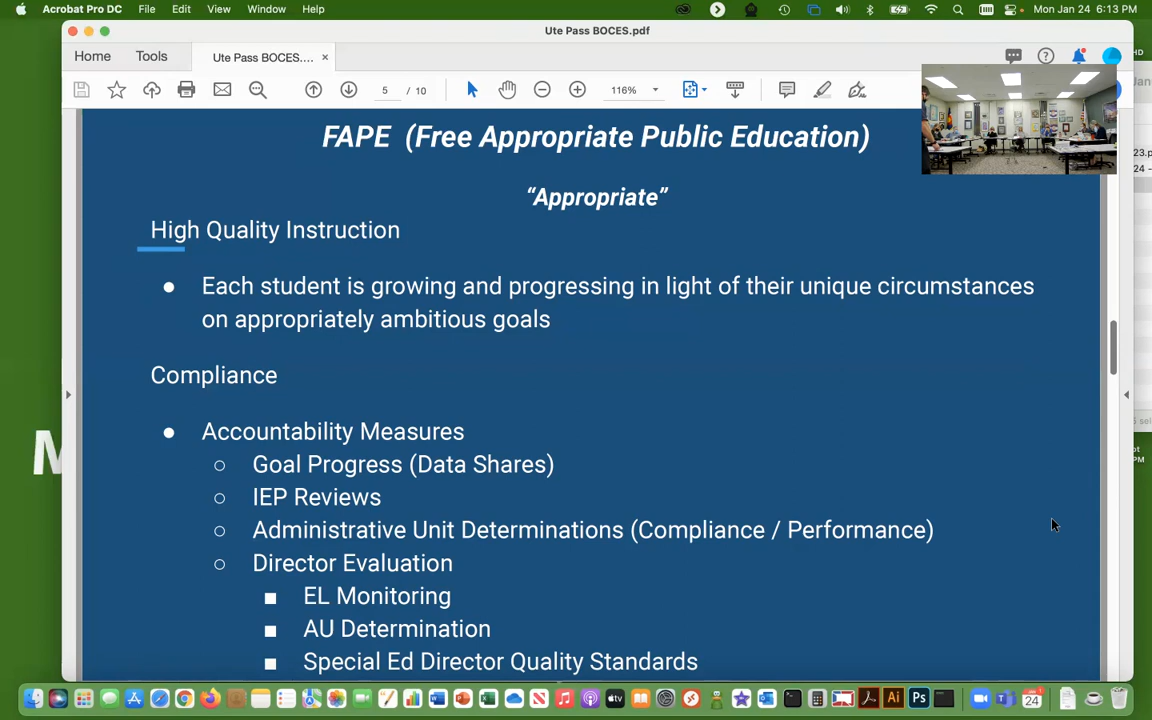 Acrobat Pro DC File Edit View Window Help Mon Jan 24 6:13 PM
Ute Pass BOCES.pdf
Home Tools Ute Pass BOCES.... ×
5 / 10 116%
FAPE (Free Appropriate Public Education)
“Appropriate”
High Quality Instruction
● Each student is growing and progressing in light of their unique circumstances
on appropriately ambitious goals
Compliance
● Accountability Measures
○ Goal Progress (Data Shares)
○ IEP Reviews
○ Administrative Unit Determinations (Compliance / Performance)
○ Director Evaluation
■ EL Monitoring
■ AU Determination
■ Special Ed Director Quality Standards